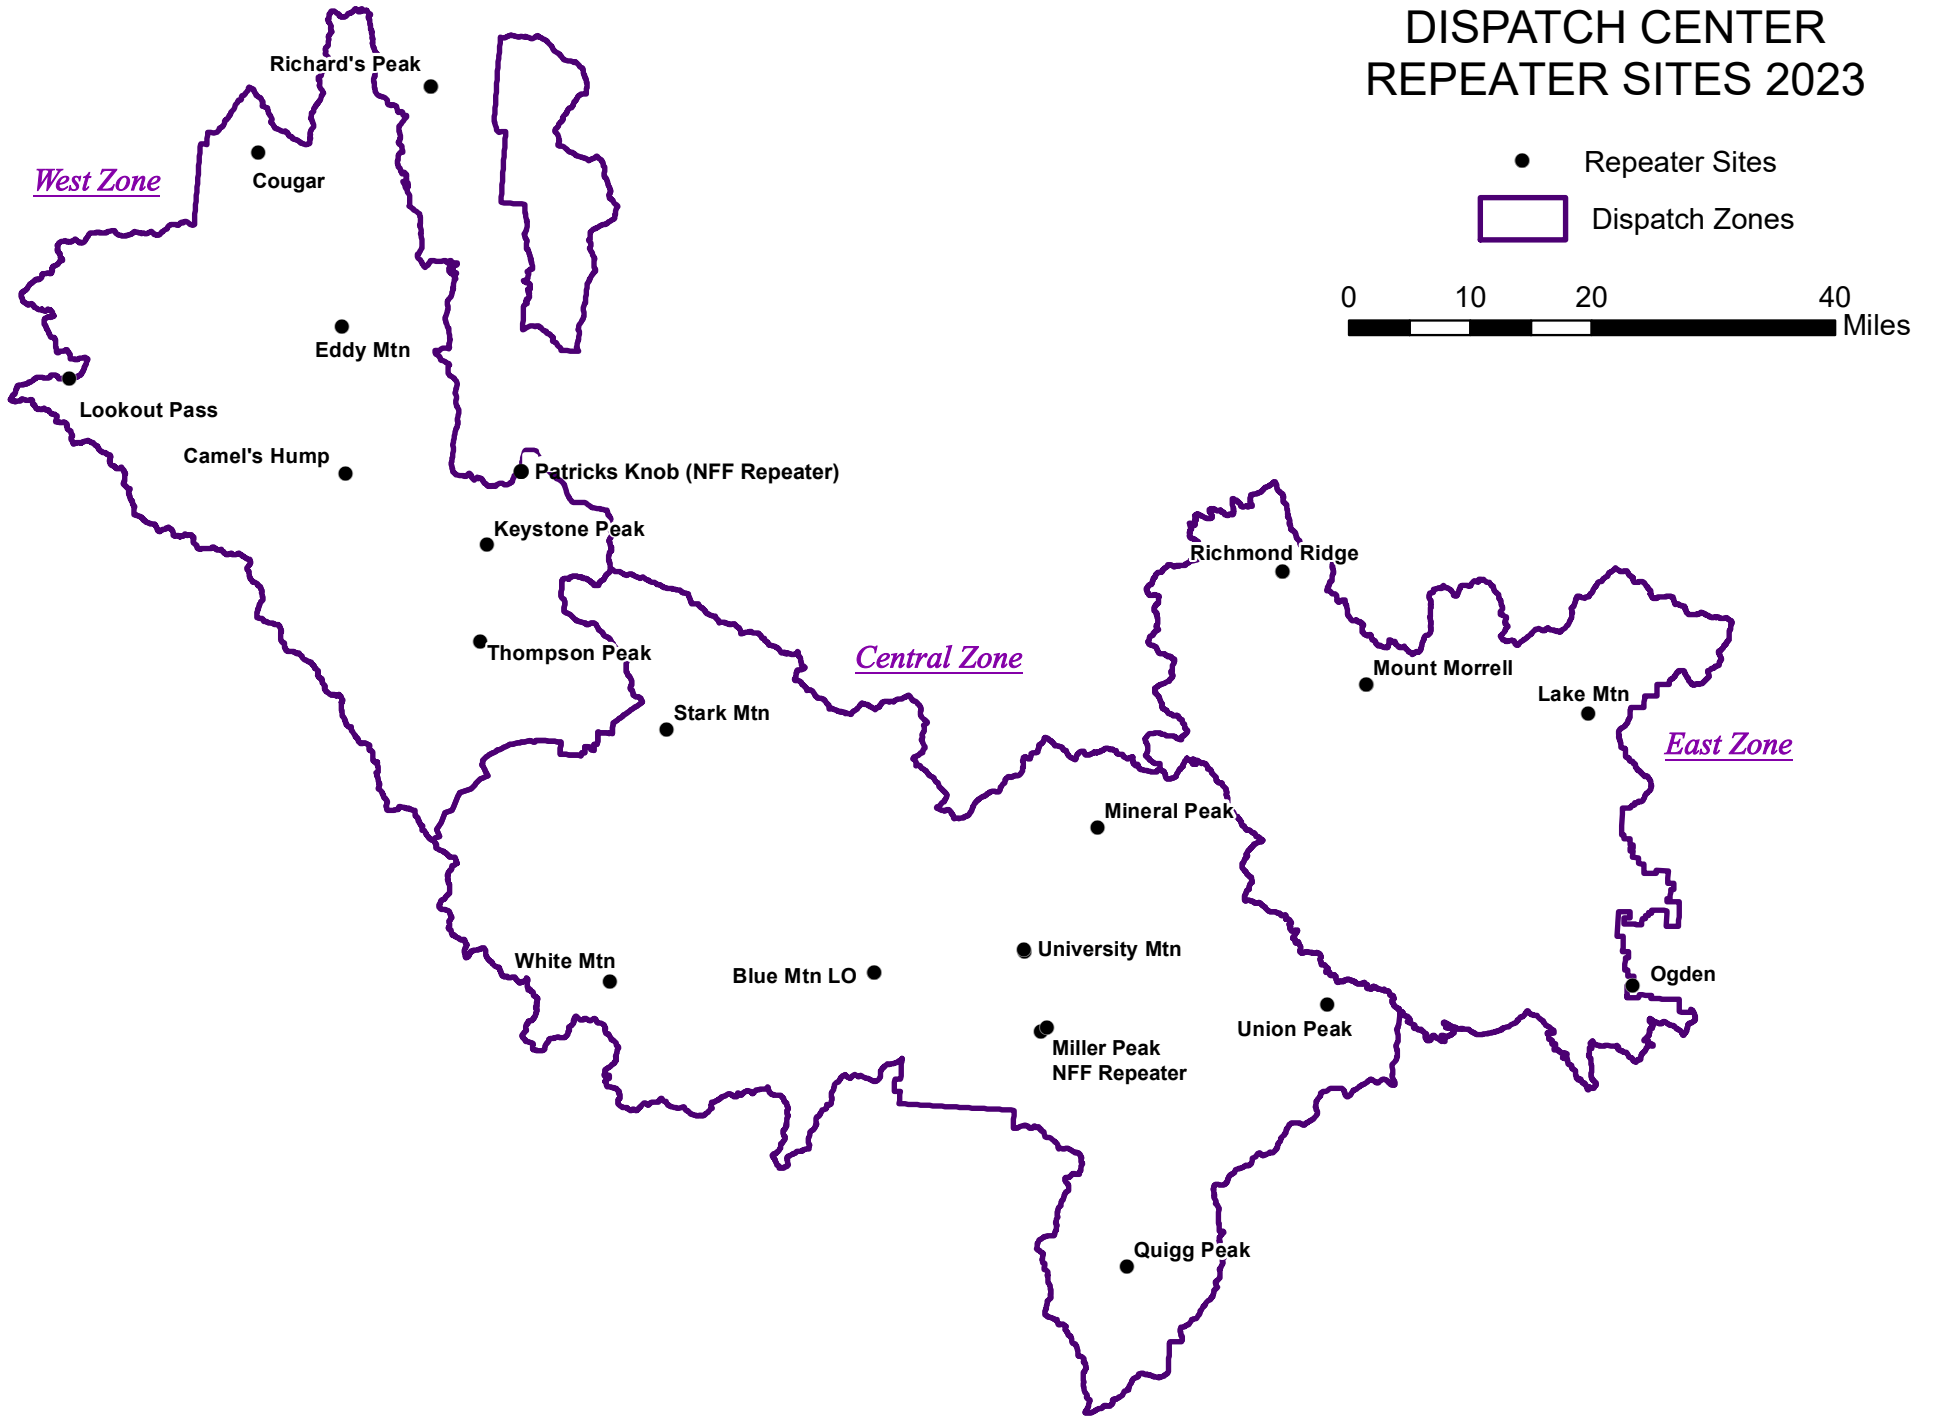 DISPATCH CENTER
REPEATER SITES 2023
Repeater Sites
Dispatch Zones
0 10 20 40
Miles
Richard's Peak
West Zone
Cougar
Eddy Mtn
Lookout Pass
Camel's Hump
Patricks Knob (NFF Repeater)
Keystone Peak
Richmond Ridge
Thompson Peak
Central Zone
Mount Morrell
Lake Mtn
Stark Mtn
East Zone
Mineral Peak
University Mtn
White Mtn
Blue Mtn LO
Ogden
Union Peak
Miller Peak
NFF Repeater
Quigg Peak